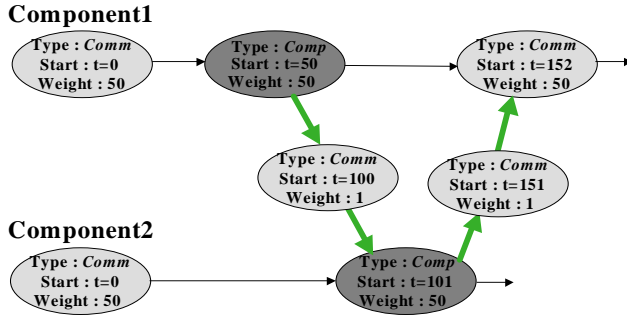 Component1
Type : Comm
Start : t=0
Weight : 50
Type : Comp
Start : t=50
Weight : 50
Type : Comm
Start : t=152
Weight : 50
Type : Comm
Start : t=100
Weight : 1
Type : Comm
Start : t=151
Weight : 1
Component2
Type : Comm
Start : t=0
Weight : 50
Type : Comp
Start : t=101
Weight : 50